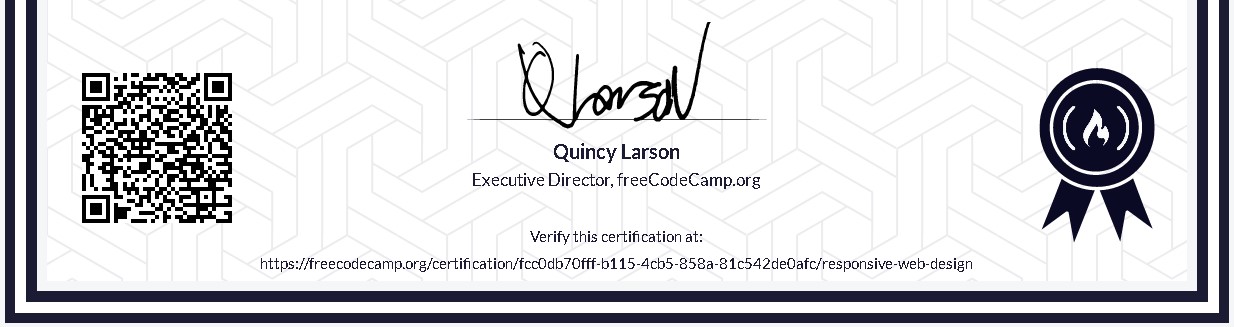 Q Larson
Quincy Larson
Executive Director, freeCodeCamp.org
Verify this certification at:
https://freecodecamp.org/certification/fcc0db70fff-b115-4cb5-858a-81c542de0afc/responsive-web-design